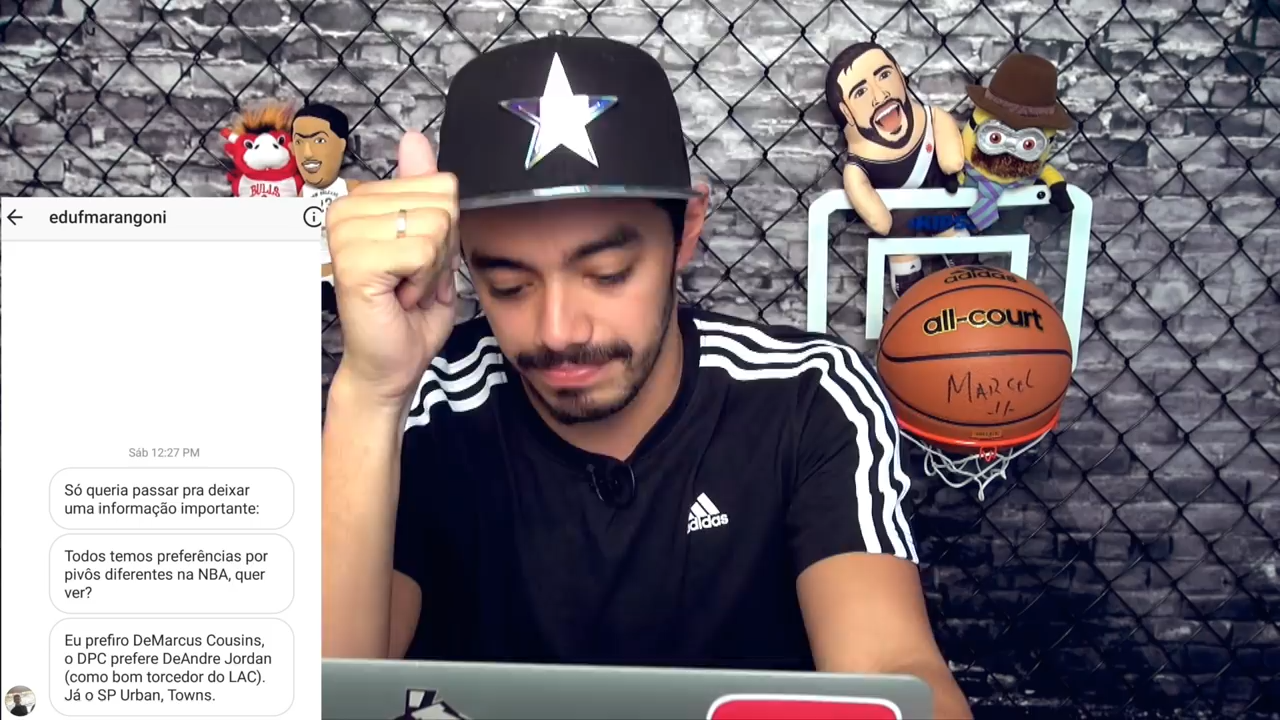 edufmarangoni
Sáb 12:27 PM
Só queria passar pra deixar
uma informação importante:
Todos temos preferências por
pivôs diferentes na NBA, quer
ver?
Eu prefiro DeMarcus Cousins,
o DPC prefere DeAndre Jordan
(como bom torcedor do LAC).
Já o SP Urban, Towns.
BULLS
adidas
adidas
all-court
MARCEL